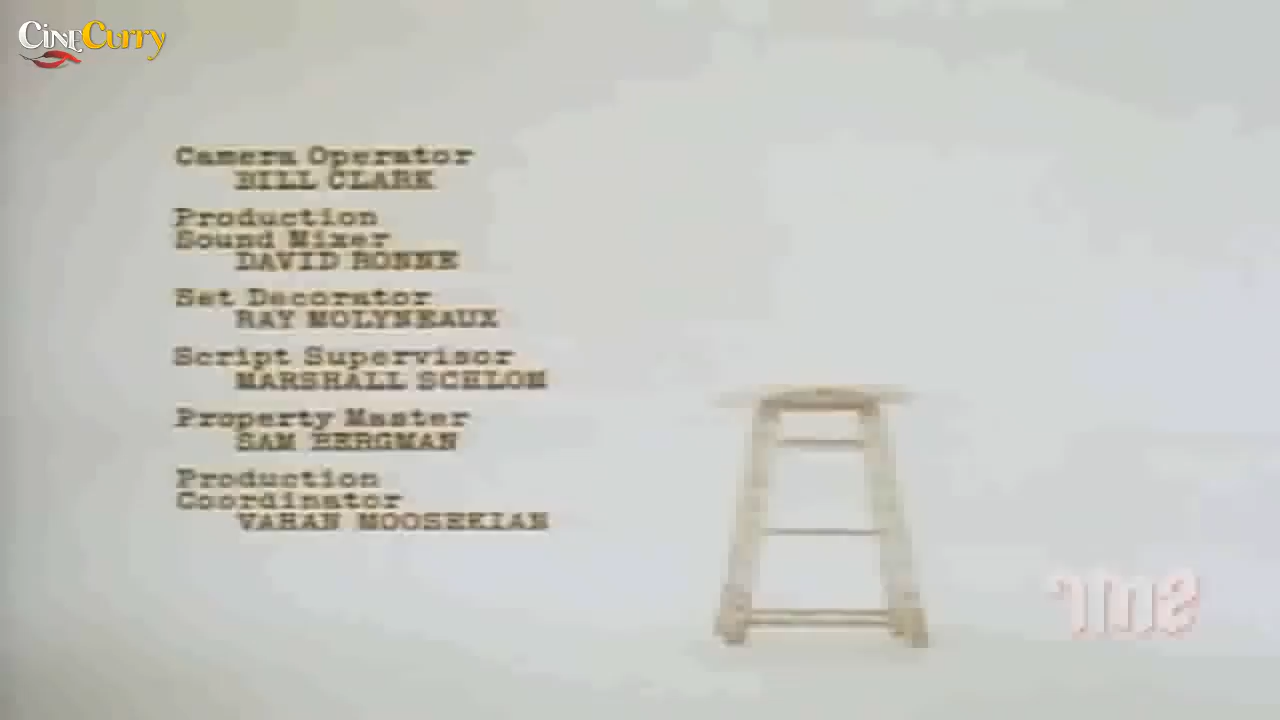 CineCurry
Camera Operator
BILL CLARK
Production
Sound Mixer
DAVID RONNE
Set Decorator
RAY MOLYNEAUX
Script Supervisor
MARSHALL SCHLOM
Property Master
SAM BERGMAN
Production
Coordinator
VAHAN MOOSEKIAN